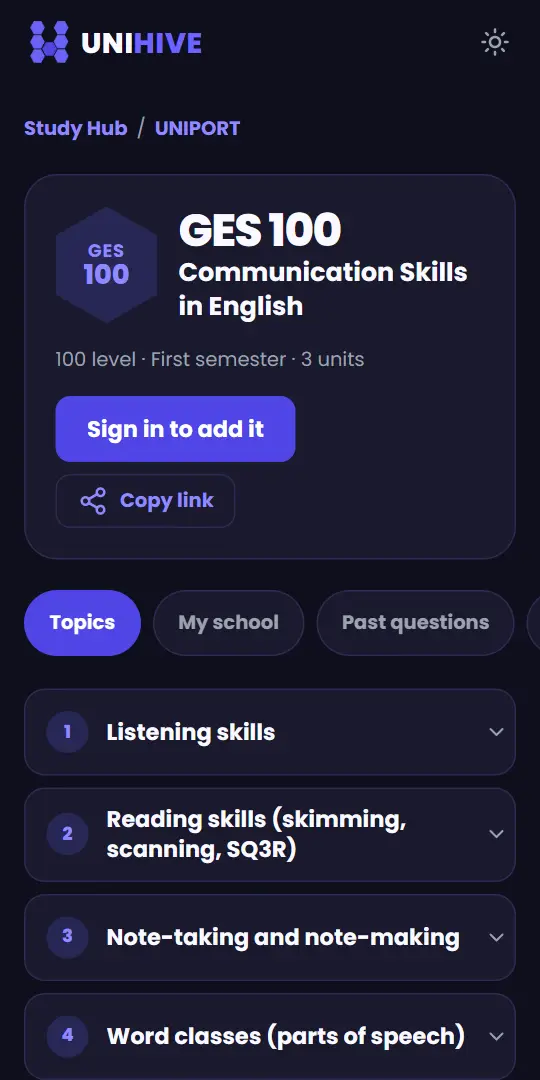 UNIHIVE
Study Hub / UNIPORT
GES
100
GES 100
Communication Skills
in English
100 level · First semester · 3 units
Sign in to add it
Copy link
Topics
My school
Past questions
1
Listening skills
2
Reading skills (skimming,
scanning, SQ3R)
3
Note-taking and note-making
4
Word classes (parts of speech)